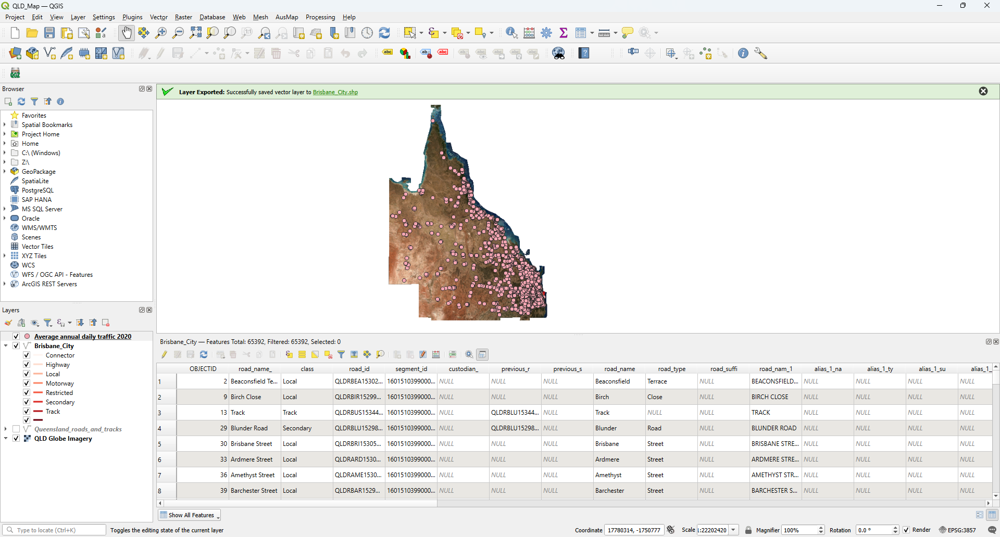 QLD_Map — QGIS
Project Edit View Layer Settings Plugins Vector Raster Database Web Mesh AusMap Processing Help
Browser
Layer Exported: Successfully saved vector layer to Brisbane_City.shp
Favorites
Spatial Bookmarks
Project Home
Home
C:\ (Windows)
Z:\
GeoPackage
SpatiaLite
PostgreSQL
SAP HANA
MS SQL Server
Oracle
WMS/WMTS
Scenes
Vector Tiles
XYZ Tiles
WCS
WFS / OGC API - Features
ArcGIS REST Servers
Layers
Average annual daily traffic 2020
Brisbane_City
Connector
Highway
Local
Motorway
Restricted
Secondary
Track
Queensland_roads_and_tracks
QLD Globe Imagery
Brisbane_City — Features Total: 65392, Filtered: 65392, Selected: 0
OBJECTID road_name_ class road_id segment_id custodian_ previous_r previous_s road_name road_type road_suffi road_nam_1 alias_1_na alias_1_ty alias_1_su alias_1_
1 2 Beaconsfield Te... Local QLDRBEA15302... 1601510399000... NULL NULL NULL Beaconsfield Terrace NULL BEACONSFIELD... NULL NULL NULL NULL
2 9 Birch Close Local QLDRBIR15299... 1601510399000... NULL NULL NULL Birch Close NULL BIRCH CLOSE NULL NULL NULL NULL
3 13 Track Track QLDRBUS15344... 1601510399000... NULL QLDRBLU15344... NULL Track NULL NULL TRACK NULL NULL NULL NULL
4 29 Blunder Road Secondary QLDRBLU15298... 1601510399000... NULL QLDRBLU15298... NULL Blunder Road NULL BLUNDER ROAD NULL NULL NULL NULL
5 30 Brisbane Street Local QLDRBRI15305... 1601510399000... NULL NULL NULL Brisbane Street NULL BRISBANE STRE... NULL NULL NULL NULL
6 33 Ardmere Street Local QLDRARD1530... 1601510399000... NULL NULL NULL Ardmere Street NULL ARDMERE STRE... NULL NULL NULL NULL
7 36 Amethyst Street Local QLDRAME1530... 1601510399000... NULL NULL NULL Amethyst Street NULL AMETHYST STR... NULL NULL NULL NULL
8 39 Barchester Street Local QLDRBAR1529... 1601510399000... NULL NULL NULL Barchester Street NULL BARCHESTER S... NULL NULL NULL NULL
Show All Features
Type to locate (Ctrl+K) Toggles the editing state of the current layer Coordinate 17780314, -1750777 Scale 1:22202420 Magnifier 100% Rotation 0.0 ° Render EPSG:3857